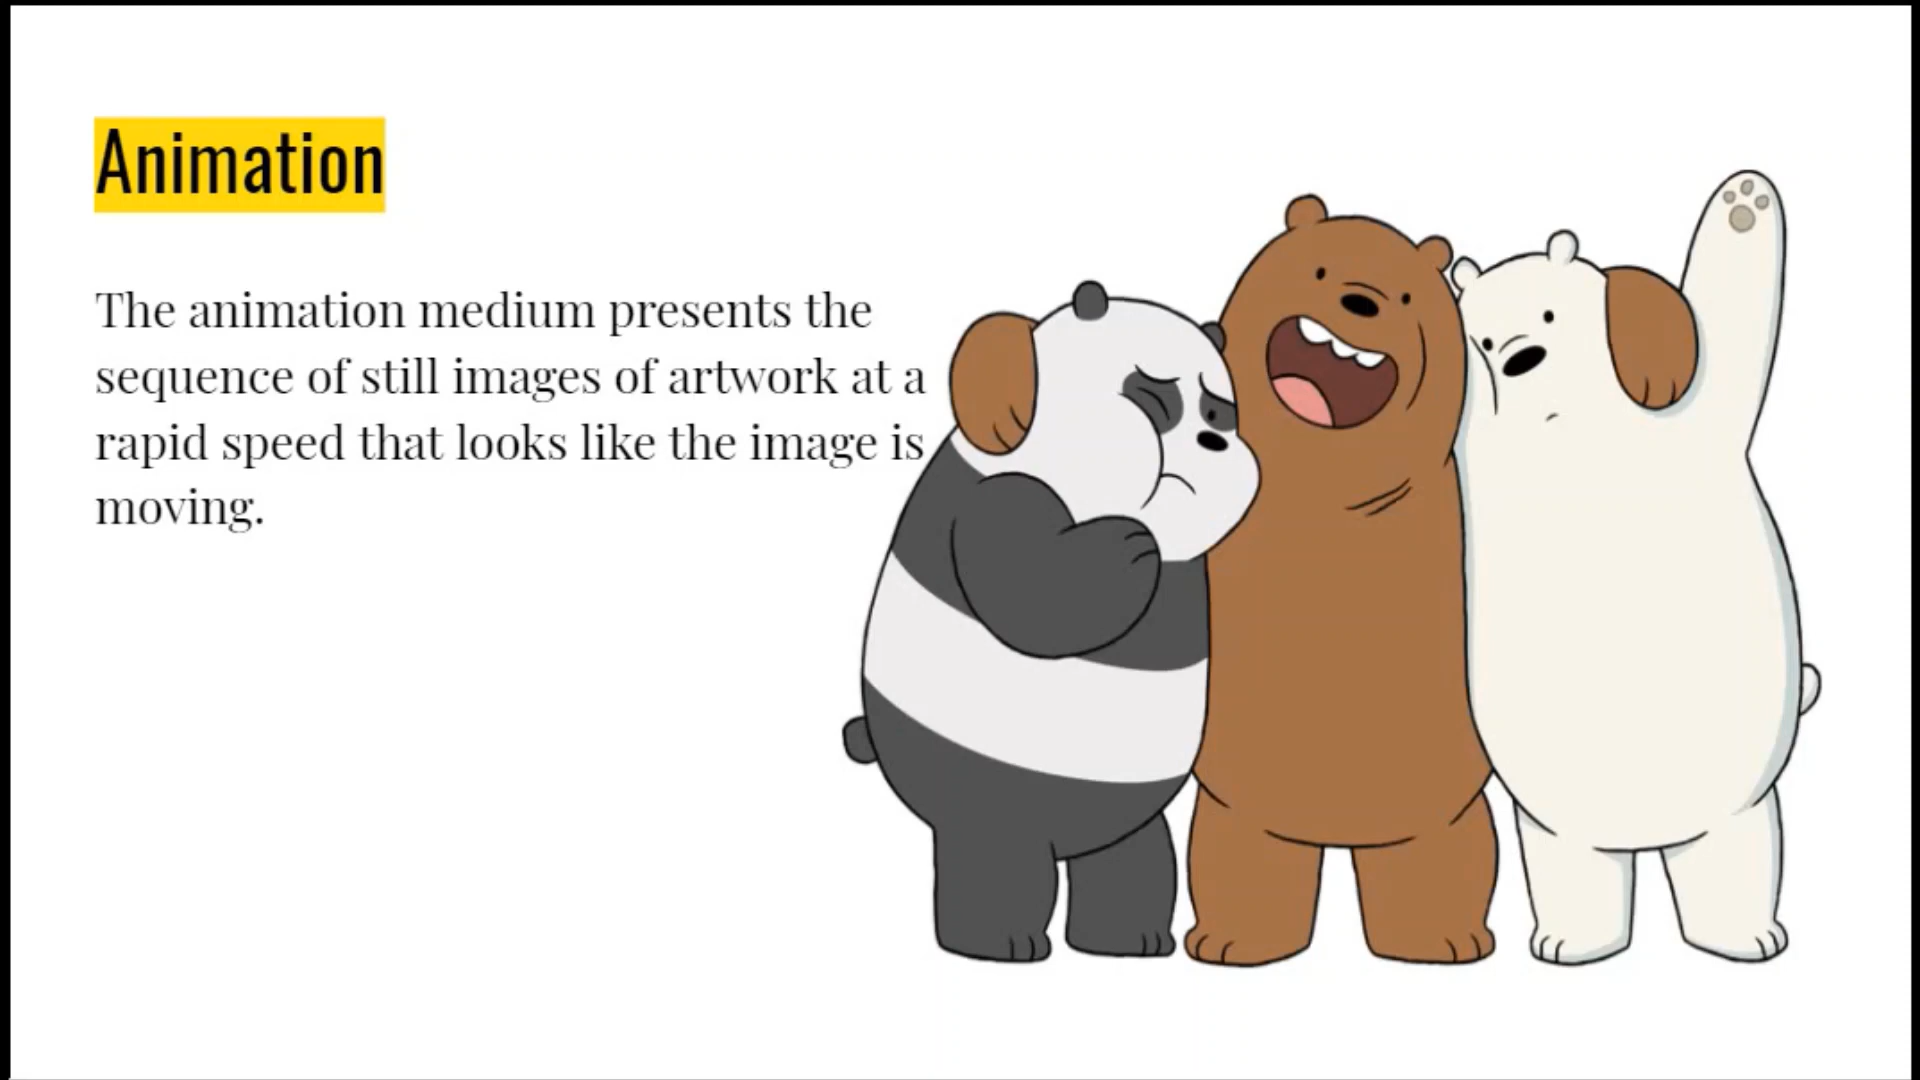 Animation
The animation medium presents the
sequence of still images of artwork at a
rapid speed that looks like the image is
moving.